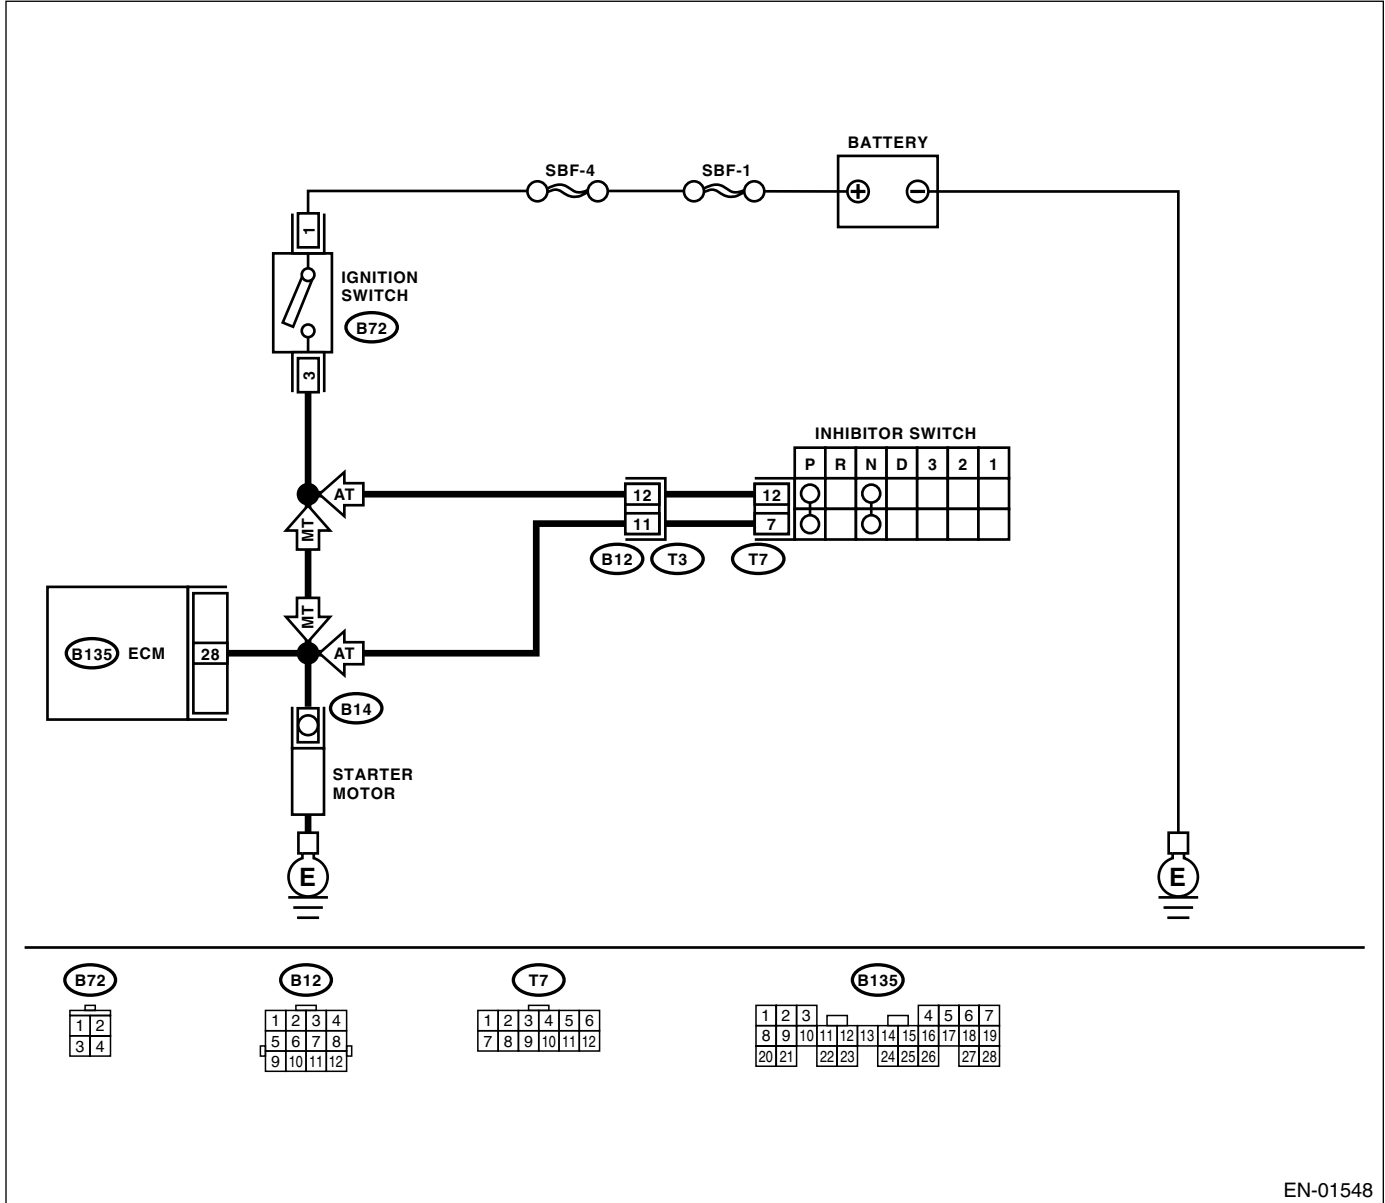 BATTERY
SBF-4
SBF-1
1
IGNITION
SWITCH
B72
3
INHIBITOR SWITCH
P R N D 3 2 1
AT
12
12
11
7
MT
B12
T3
T7
MT
B135
ECM
28
AT
B14
STARTER
MOTOR
E
E
B72
B12
T7
B135
1 2
3 4
1 2 3 4
5 6 7 8
9 10 11 12
1 2 3 4 5 6
7 8 9 10 11 12
1 2 3 4 5 6 7
8 9 10 11 12 13 14 15 16 17 18 19
20 21 22 23 24 25 26 27 28
EN-01548